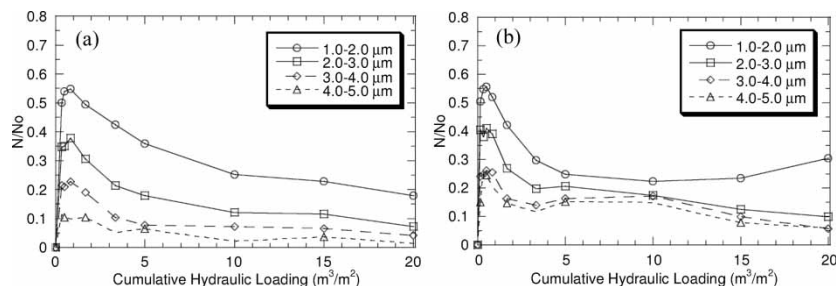 (a)
1.0-2.0 μm
2.0-3.0 μm
3.0-4.0 μm
4.0-5.0 μm
N/No
0.8
0.7
0.6
0.5
0.4
0.3
0.2
0.1
0
0 5 10 15 20
Cumulative Hydraulic Loading (m³/m²)
(b)
1.0-2.0 μm
2.0-3.0 μm
3.0-4.0 μm
4.0-5.0 μm
N/No
0.8
0.7
0.6
0.5
0.4
0.3
0.2
0.1
0
0 5 10 15 20
Cumulative Hydraulic Loading (m³/m²)